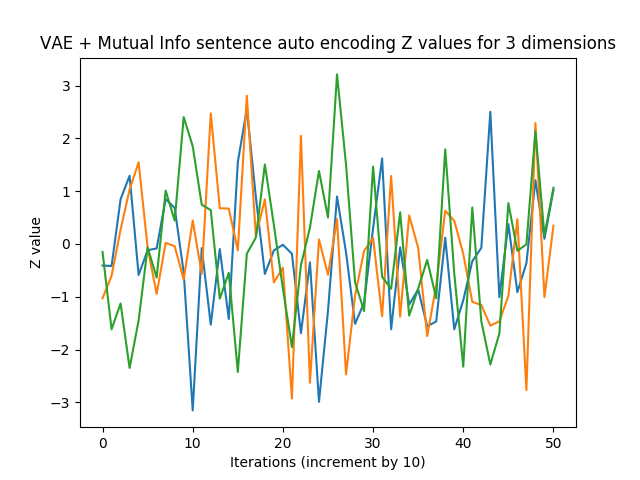 VAE + Mutual Info sentence auto encoding Z values for 3 dimensions
3
2
1
0
−1
−2
−3
Z value
0 10 20 30 40 50
Iterations (increment by 10)